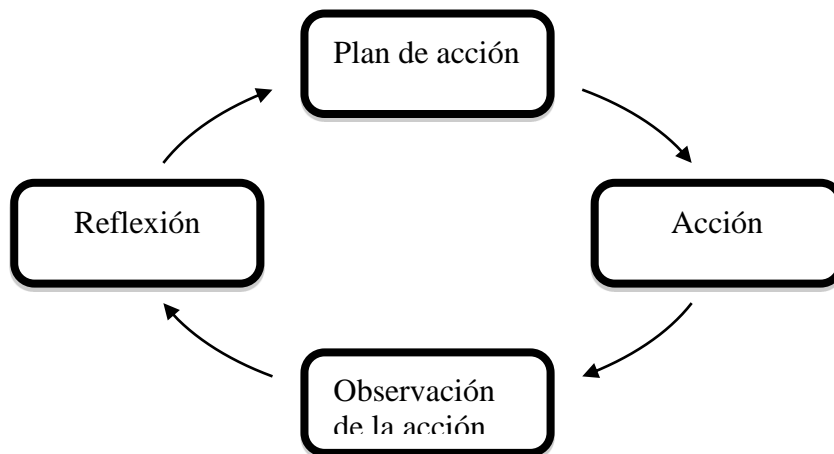 Plan de acción
Reflexión
Acción
Observación
de la acción